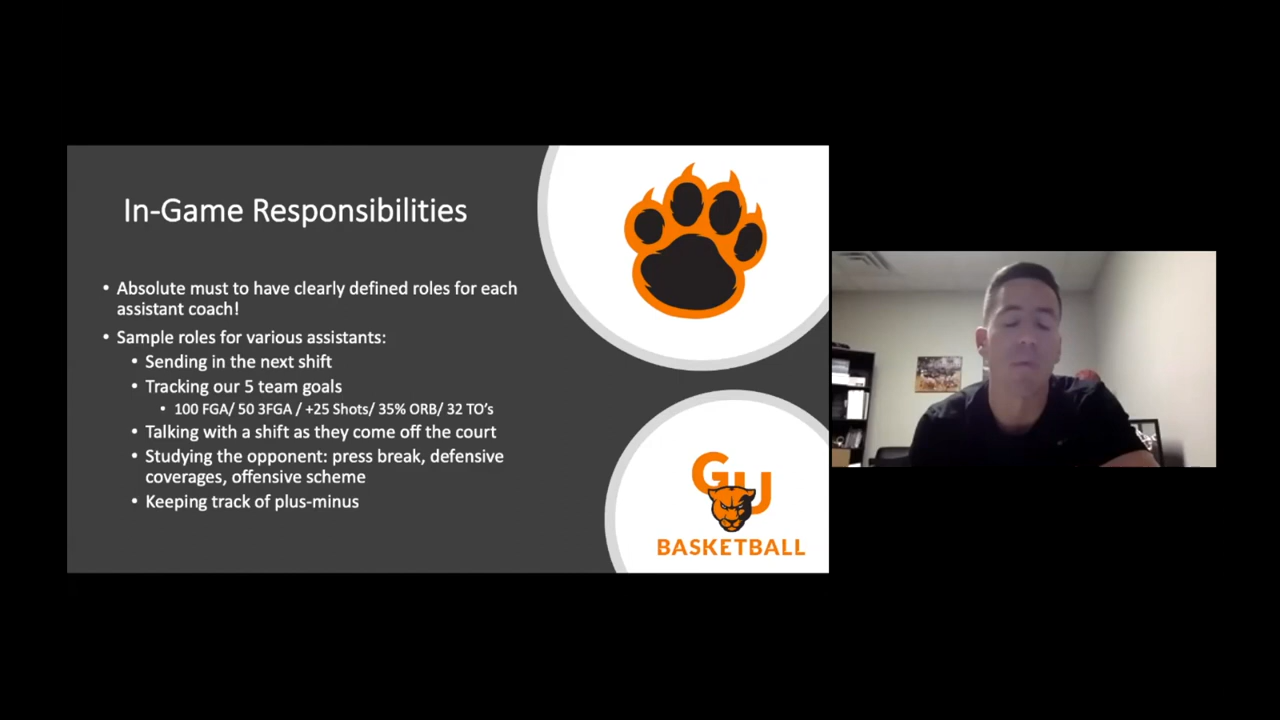 In-Game Responsibilities
• Absolute must to have clearly defined roles for each
assistant coach!
• Sample roles for various assistants:
• Sending in the next shift
• Tracking our 5 team goals
• 100 FGA/ 50 3FGA / +25 Shots/ 35% ORB/ 32 TO's
• Talking with a shift as they come off the court
• Studying the opponent: press break, defensive
coverages, offensive scheme
• Keeping track of plus-minus
GU
BASKETBALL